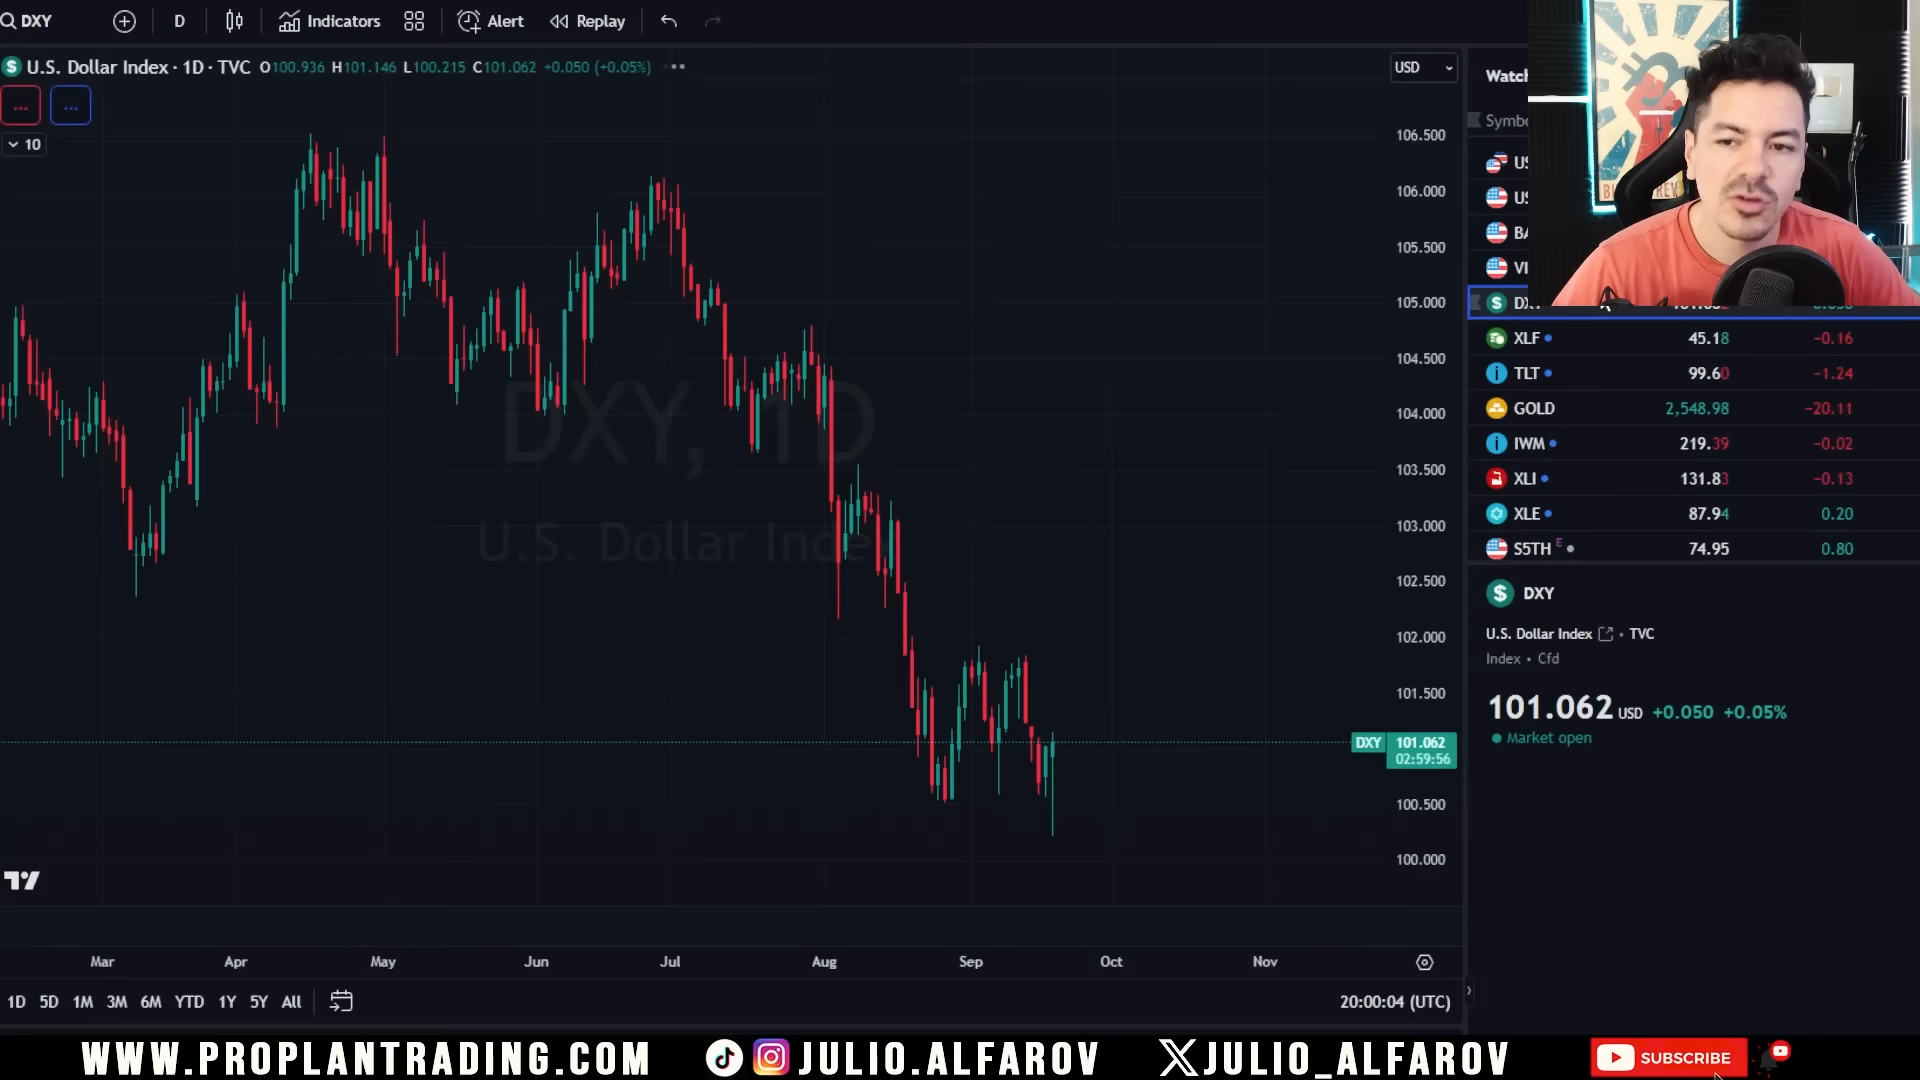 DXY
D
Indicators
Alert
Replay
U.S. Dollar Index · 1D · TVC O100.936 H101.146 L100.215 C101.062 +0.050 (+0.05%)
USD
10
DXY, 1D
U.S. Dollar Index
106.500
106.000
105.500
105.000
104.500
104.000
103.500
103.000
102.500
102.000
101.500
DXY 101.062
02:59:56
100.500
100.000
Mar Apr May Jun Jul Aug Sep Oct Nov
1D 5D 1M 3M 6M YTD 1Y 5Y All
20:00:04 (UTC)
XLF 45.18 −0.16
TLT 99.60 −1.24
GOLD 2,548.98 −20.11
IWM 219.39 −0.02
XLI 131.83 −0.13
XLE 87.94 0.20
S5TH E 74.95 0.80
DXY
U.S. Dollar Index • TVC
Index • Cfd
101.062 USD +0.050 +0.05%
Market open
WWW.PROPLANTRADING.COM
JULIO.ALFAROV
JULIO_ALFAROV
SUBSCRIBE